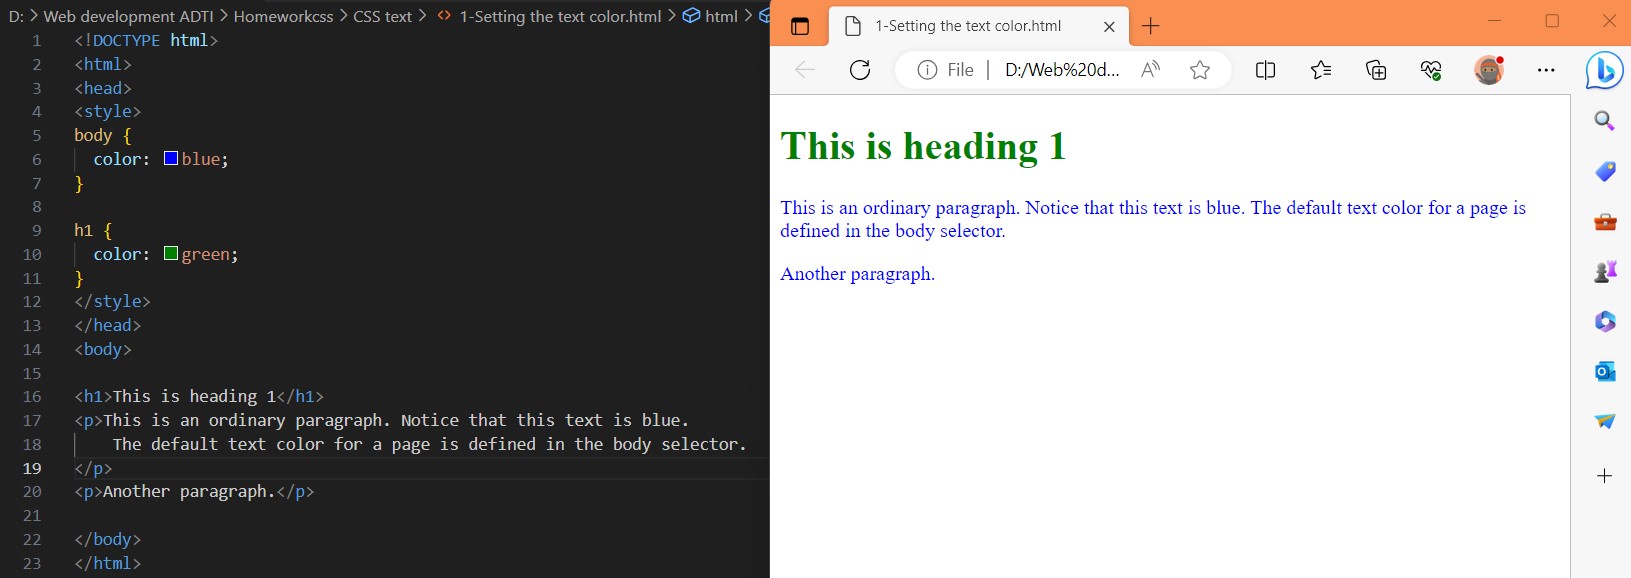 D: > Web development ADTI > Homeworkcss > CSS text > <> 1-Setting the text color.html > html >
1 <!DOCTYPE html>
2 <html>
3 <head>
4 <style>
5 body {
6   color: blue;
7 }
8
9 h1 {
10   color: green;
11 }
12 </style>
13 </head>
14 <body>
15
16 <h1>This is heading 1</h1>
17 <p>This is an ordinary paragraph. Notice that this text is blue.
18     The default text color for a page is defined in the body selector.
19 </p>
20 <p>Another paragraph.</p>
21
22 </body>
23 </html>
1-Setting the text color.html
File | D:/Web%20d...
This is heading 1
This is an ordinary paragraph. Notice that this text is blue. The default text color for a page is
defined in the body selector.
Another paragraph.